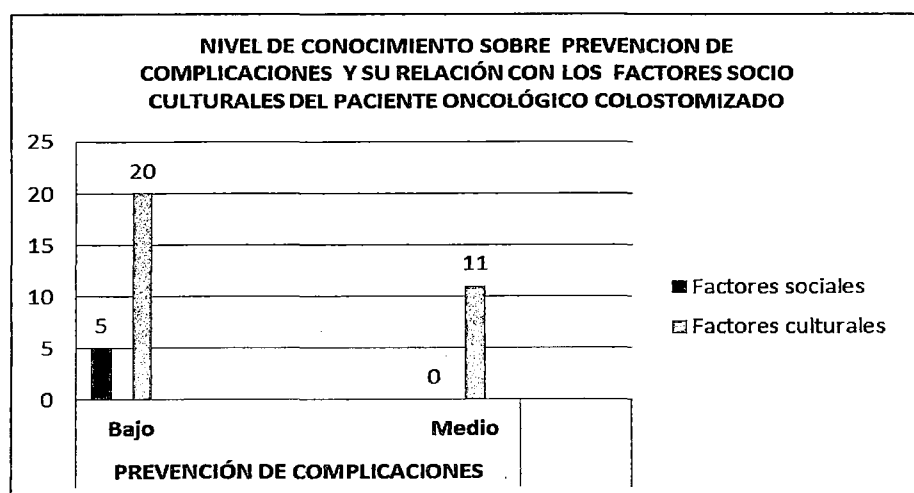 NIVEL DE CONOCIMIENTO SOBRE PREVENCION DE
COMPLICACIONES Y SU RELACIÓN CON LOS FACTORES SOCIO
CULTURALES DEL PACIENTE ONCOLÓGICO COLOSTOMIZADO
25
20
15
10
5
0
5
20
0
11
Factores sociales
Factores culturales
Bajo
Medio
PREVENCIÓN DE COMPLICACIONES